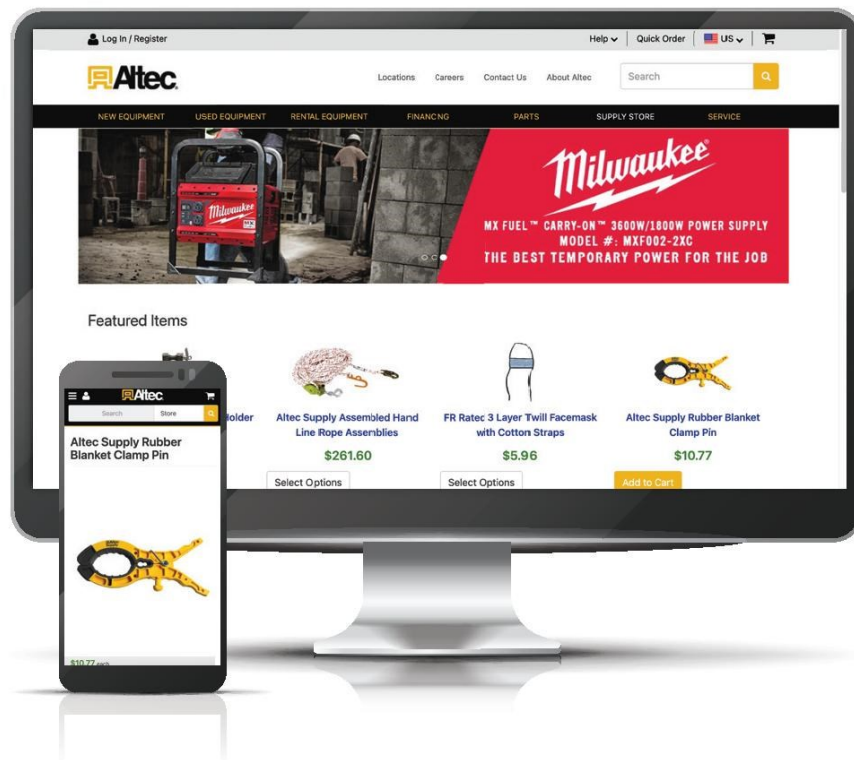 Log In / Register
Help
Quick Order
US
Altec
Locations
Careers
Contact Us
About Altec
Search
NEW EQUIPMENT
USED EQUIPMENT
RENTAL EQUIPMENT
FINANCNG
PARTS
SUPPLY STORE
SERVICE
Milwaukee
Milwaukee
MX FUEL™ CARRY-ON™ 3600W/1800W POWER SUPPLY
MODEL #: MXF002-2XC
THE BEST TEMPORARY POWER FOR THE JOB
Featured Items
Holder
Altec Supply Assembled Hand
Line Rope Assemblies
$261.60
Select Options
FR Ratec 3 Layer Twill Facemask
with Cotton Straps
$5.96
Select Options
Altec Supply Rubber Blanket
Clamp Pin
$10.77
Add to Cart
Altec
Search
Store
Altec Supply Rubber
Blanket Clamp Pin
$10.77 each